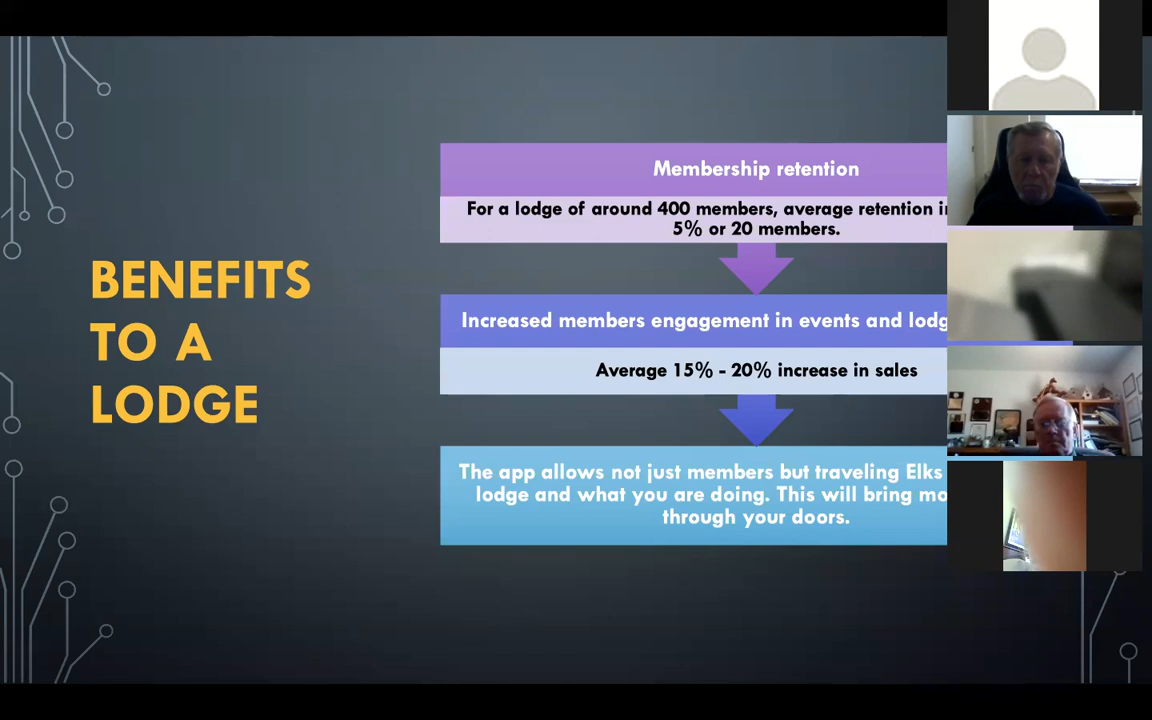 BENEFITS
TO A
LODGE
Membership retention
For a lodge of around 400 members, average retention
5% or 20 members.
Increased members engagement in events and
Average 15% - 20% increase in sales
The app allows not just members but traveling Elks
lodge and what you are doing. This will bring
through your doors.